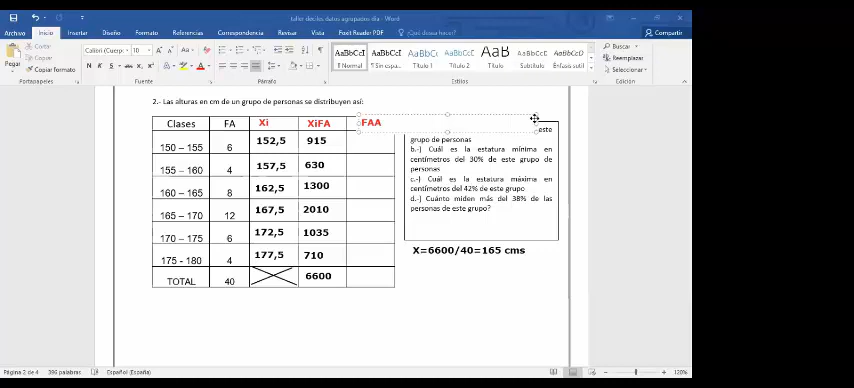 taller deciles datos agrupados dia - Word
Archivo Inicio Insertar Diseño Formato Referencias Correspondencia Revisar Vista Foxit Reader PDF ¿Qué desea hacer? Compartir
Pegar
Cortar
Copiar
Copiar formato
Portapapeles
Calibri (Cuerp 10
N K S
Fuente
Párrafo
AaBbCcI AaBbCcI AaBbCc AaBbCcC AaB AaBbCcC AaBbCcD
¶ Normal ¶ Sin espa... Título 1 Título 2 Título Subtítulo Énfasis sutil
Estilos
Buscar
Reemplazar
Seleccionar
Edición
2.- Las alturas en cm de un grupo de personas se distribuyen así:
Clases FA Xi XiFA FAA
150 – 155 6 152,5 915
155 – 160 4 157,5 630
160 – 165 8 162,5 1300
165 – 170 12 167,5 2010
170 – 175 6 172,5 1035
175 - 180 4 177,5 710
TOTAL 40 6600
este
grupo de personas
b.-) Cuál es la estatura mínima en
centímetros del 30% de este grupo de
personas
c.-) Cuál es la estatura máxima en
centímetros del 42% de este grupo
d.-) Cuánto miden más del 38% de las
personas de este grupo?
X=6600/40=165 cms
Página 2 de 4 396 palabras Español (España) 120%